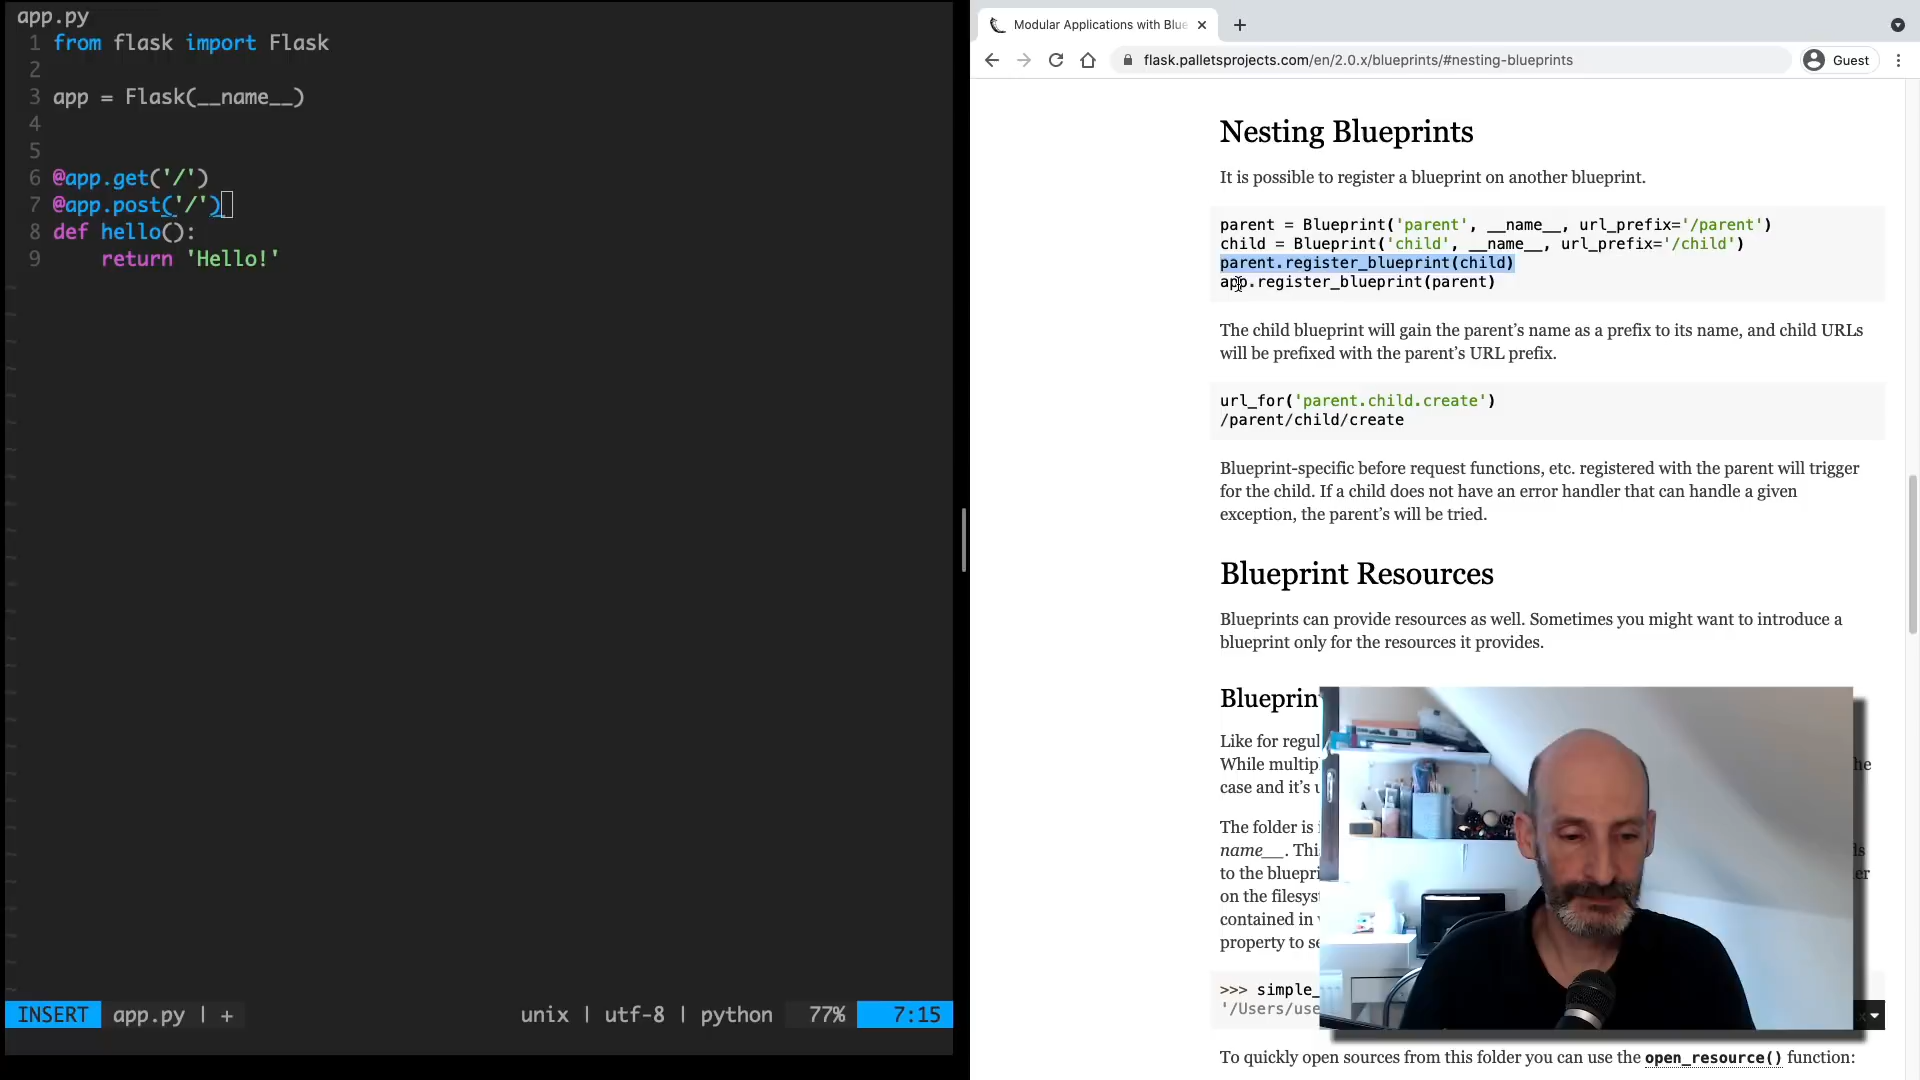 app.py
1 from flask import Flask
2
3 app = Flask(__name__)
4
5
6 @app.get('/')
7 @app.post('/')
8 def hello():
9     return 'Hello!'
INSERT app.py | +
unix | utf-8 | python 77% 7:15
Modular Applications with Blue
flask.palletsprojects.com/en/2.0.x/blueprints/#nesting-blueprints
Guest
Nesting Blueprints
It is possible to register a blueprint on another blueprint.
parent = Blueprint('parent', __name__, url_prefix='/parent')
child = Blueprint('child', __name__, url_prefix='/child')
parent.register_blueprint(child)
app.register_blueprint(parent)
The child blueprint will gain the parent’s name as a prefix to its name, and child URLs
will be prefixed with the parent’s URL prefix.
url_for('parent.child.create')
/parent/child/create
Blueprint-specific before request functions, etc. registered with the parent will trigger
for the child. If a child does not have an error handler that can handle a given
exception, the parent’s will be tried.
Blueprint Resources
Blueprints can provide resources as well. Sometimes you might want to introduce a
blueprint only for the resources it provides.
Blueprin
Like for regul
While multip
case and it’s
The folder is
name__. Thi
to the bluepri
on the filesys
contained in
property to se
>>> simple_
'/Users/use
To quickly open sources from this folder you can use the open_resource() function: